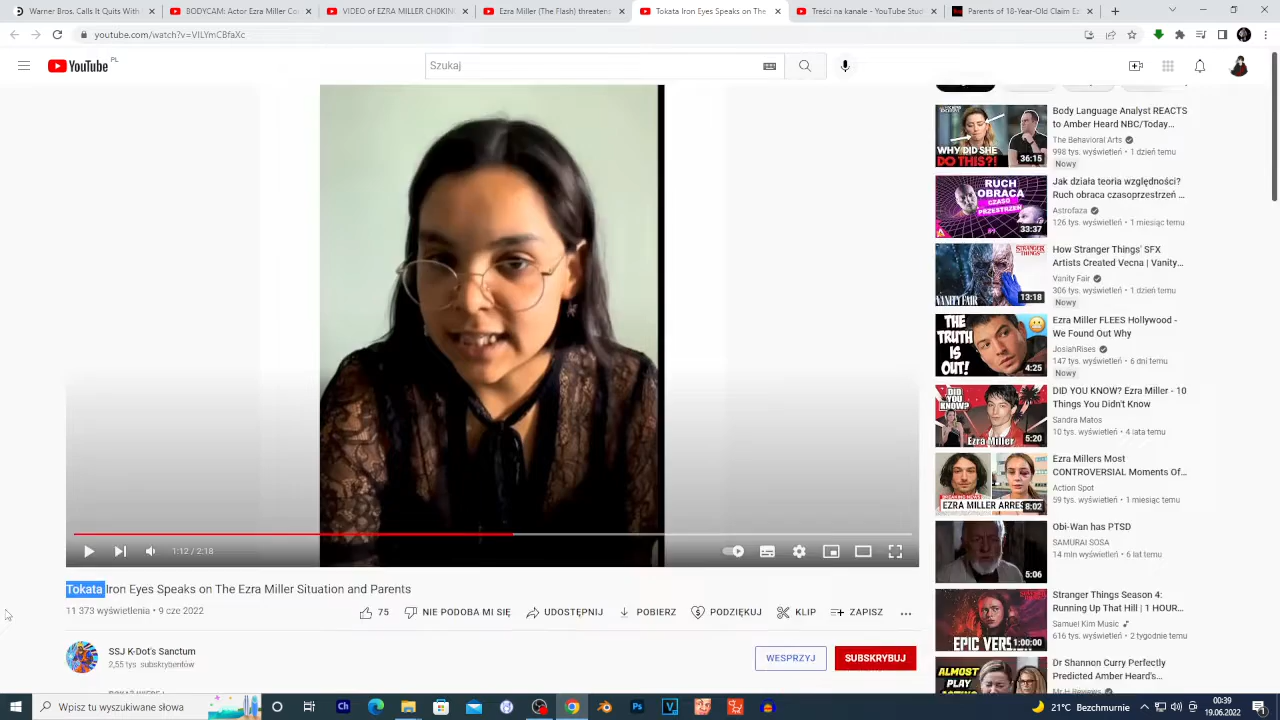 Warner Bros. Calls It Quits With
BODYCAM: Actor Ezra Miller Co
VIDEO OF EZRA MILLER CHOKIN
Ezra Miller (The Flash) threaten
Tokata Iron Eyes Speaks on The
Treści na kanale - YouTube Stud
Parents of 18-Year-Old Claim Ez
youtube.com/watch?v=VILYmCBfaXc
YouTube PL
Szukaj
WHY DID SHE
DO THIS?!
36:15
Body Language Analyst REACTS
to Amber Heard NBC/Today...
The Behavioral Arts
998 tys. wyświetleń • 1 dzień temu
Nowy
RUCH
OBRACA
CZASO
PRZESTRZEŃ
33:37
Jak działa teoria względności?
Ruch obraca czasoprzestrzeń ...
Astrofaza
126 tys. wyświetleń • 1 miesiąc temu
STRANGER
THINGS
VANITY FAIR
13:18
How Stranger Things' SFX
Artists Created Vecna | Vanity...
Vanity Fair
306 tys. wyświetleń • 1 dzień temu
Nowy
THE
TRUTH
IS
OUT!
4:25
Ezra Miller FLEES Hollywood -
We Found Out Why
JosiahRises
147 tys. wyświetleń • 6 dni temu
Nowy
DID
YOU
KNOW?
Ezra Miller
5:20
DID YOU KNOW? Ezra Miller - 10
Things You Didn't Know
Sandra Matos
10 tys. wyświetleń • 4 lata temu
BREAKING NEWS
EZRA MILLER ARRES
8:02
Ezra Millers Most
CONTROVERSIAL Moments Of...
Action Spot
59 tys. wyświetleń • 1 miesiąc temu
5:06
Obi-Wan has PTSD
SAMURAI SOSA
14 mln wyświetleń • 6 lat temu
EPIC VERS
1:00:00
Stranger Things Season 4:
Running Up That Hill | 1 HOUR...
Samuel Kim Music
616 tys. wyświetleń • 2 tygodnie temu
ALMOST
PLAY
Dr Shannon Curry Perfectly
Predicted Amber Heard's...
1:12 / 2:18
Tokata Iron Eyes Speaks on The Ezra Miller Situation and Parents
11 373 wyświetlenia • 9 cze 2022
75
NIE PODOBA MI SIĘ
UDOSTĘPNIJ
POBIERZ
PODZIĘKUJ
KLIP
ZAPISZ
SSJ K-Dot's Sanctum
2,55 tys. subskrybentów
WESPRZYJ
SUBSKRYBUJ
Wpisz tu wyszukiwane słowa
Ch
Ps
V
21°C Bezchmurnie
00:39
19.06.2022